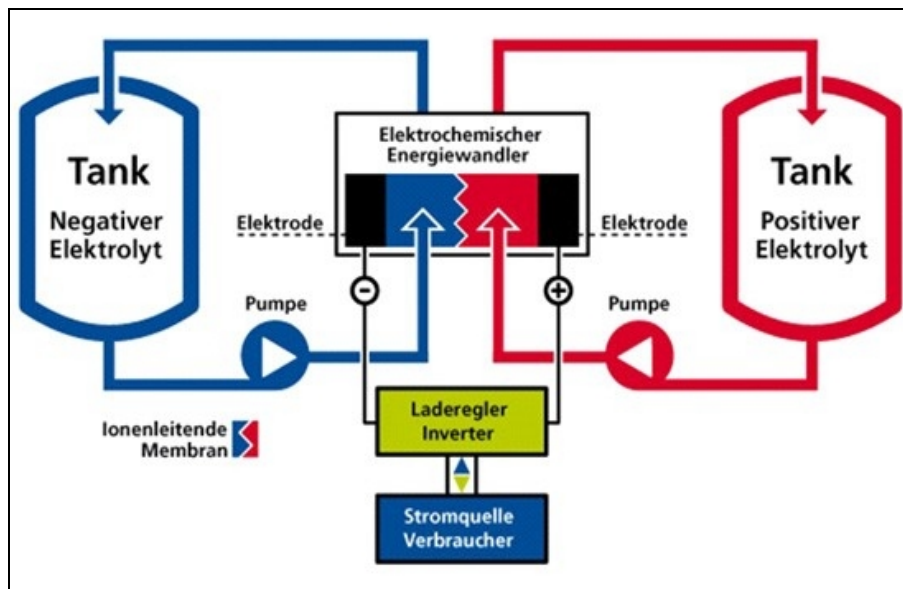 Elektrochemischer
Energiewandler
Tank
Negativer
Elektrolyt
Elektrode
Elektrode
Tank
Positiver
Elektrolyt
-
+
Pumpe
Pumpe
Laderegler
Inverter
Ionenleitende
Membran
Stromquelle
Verbraucher